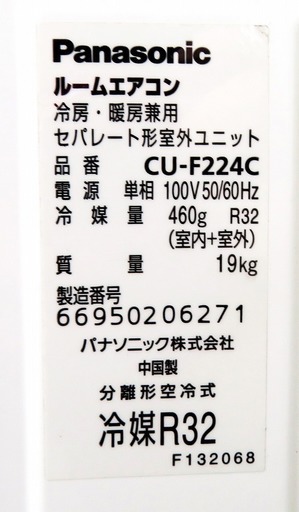 Panasonic
ルームエアコン
冷房・暖房兼用
セパレート形室外ユニット
品番 CU-F224C
電源 単相 100V 50/60Hz
冷媒量 460g R32
(室内+室外)
質量 19kg
製造番号
66950206271
パナソニック株式会社
中国製
分離形空冷式
冷媒R32
F132068